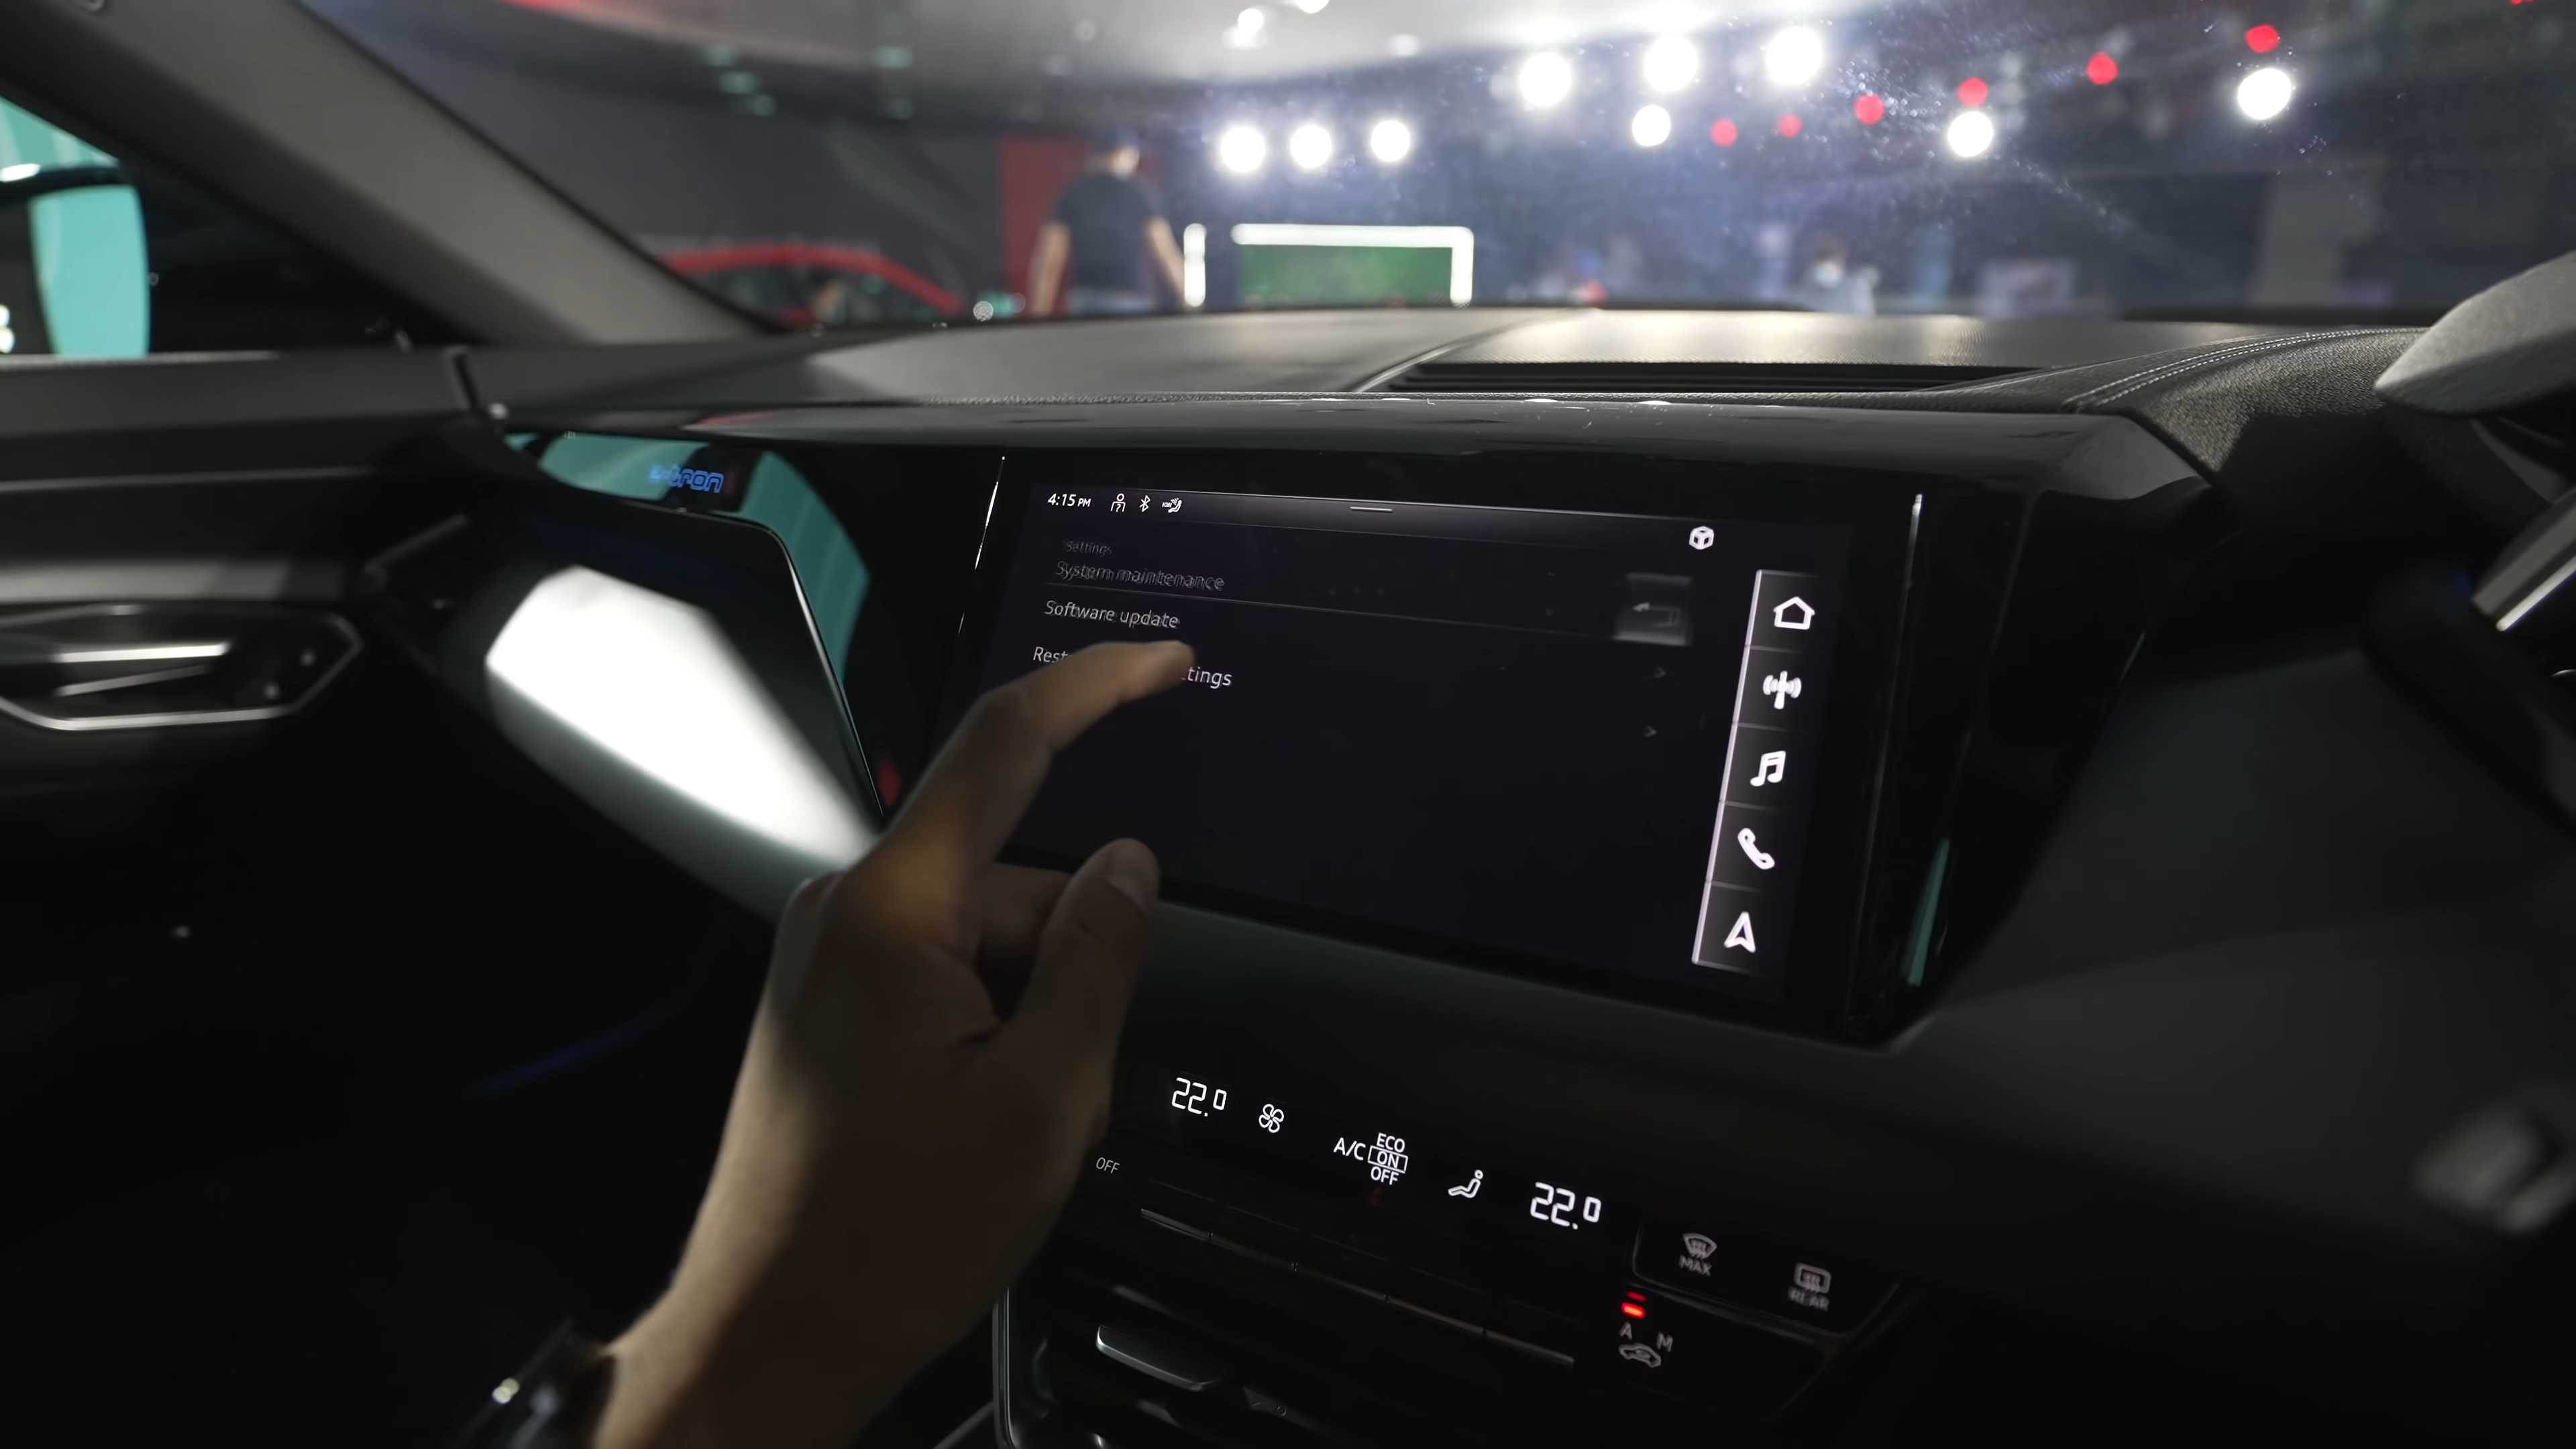 tron
4:15 PM
Settings
System maintenance
Software update
Rest tings
22.0
A/C
ECO
ON
OFF
22.0
OFF
MAX
REAR
A M